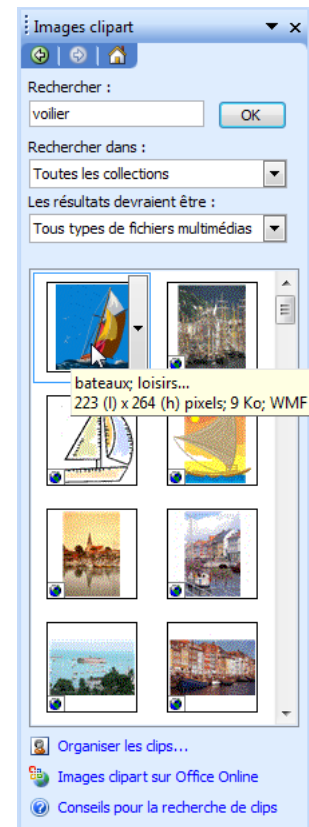 Images clipart
Rechercher :
voilier
OK
Rechercher dans :
Toutes les collections
Les résultats devraient être :
Tous types de fichiers multimédias
bateaux; loisirs...
223 (l) x 264 (h) pixels; 9 Ko; WMF
Organiser les clips...
Images clipart sur Office Online
Conseils pour la recherche de clips